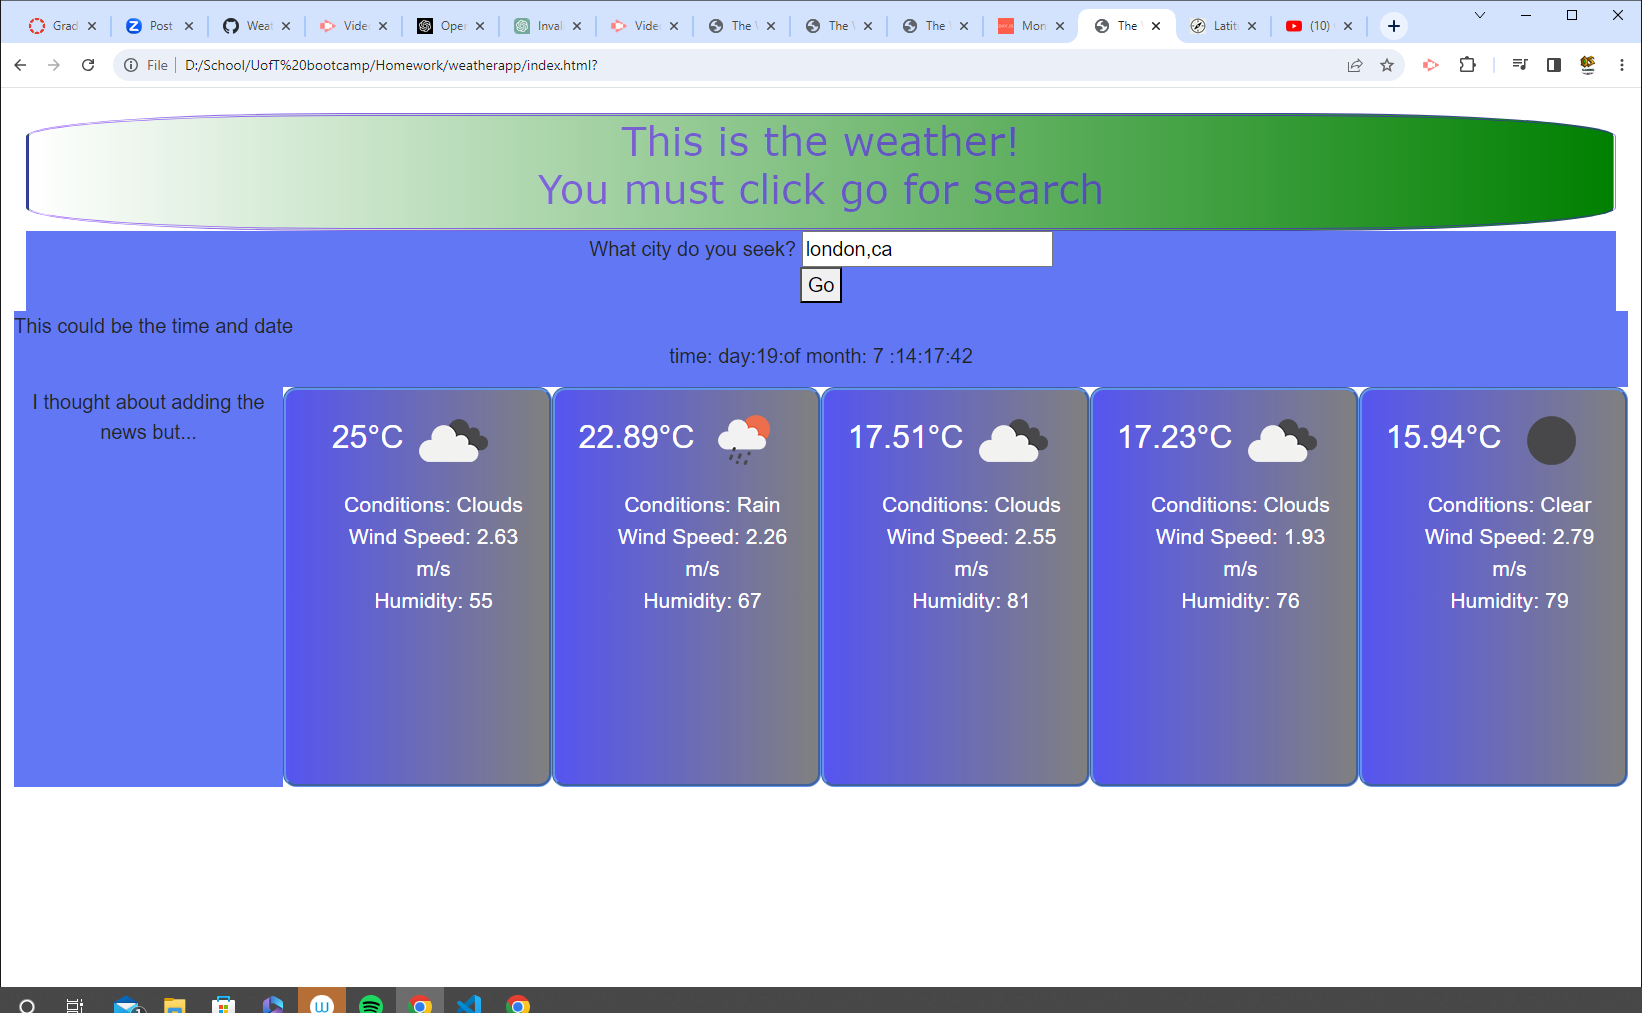 Grad
Post
Weat
Vide
Oper
Inval
Vide
The
The
The
Mon
The
Latit
(10)
File
D:/School/UofT%20bootcamp/Homework/weatherapp/index.html?
This is the weather!
You must click go for search
What city do you seek? london,ca
Go
This could be the time and date
time: day:19:of month: 7 :14:17:42
I thought about adding the
news but...
25°C
Conditions: Clouds
Wind Speed: 2.63
m/s
Humidity: 55
22.89°C
Conditions: Rain
Wind Speed: 2.26
m/s
Humidity: 67
17.51°C
Conditions: Clouds
Wind Speed: 2.55
m/s
Humidity: 81
17.23°C
Conditions: Clouds
Wind Speed: 1.93
m/s
Humidity: 76
15.94°C
Conditions: Clear
Wind Speed: 2.79
m/s
Humidity: 79